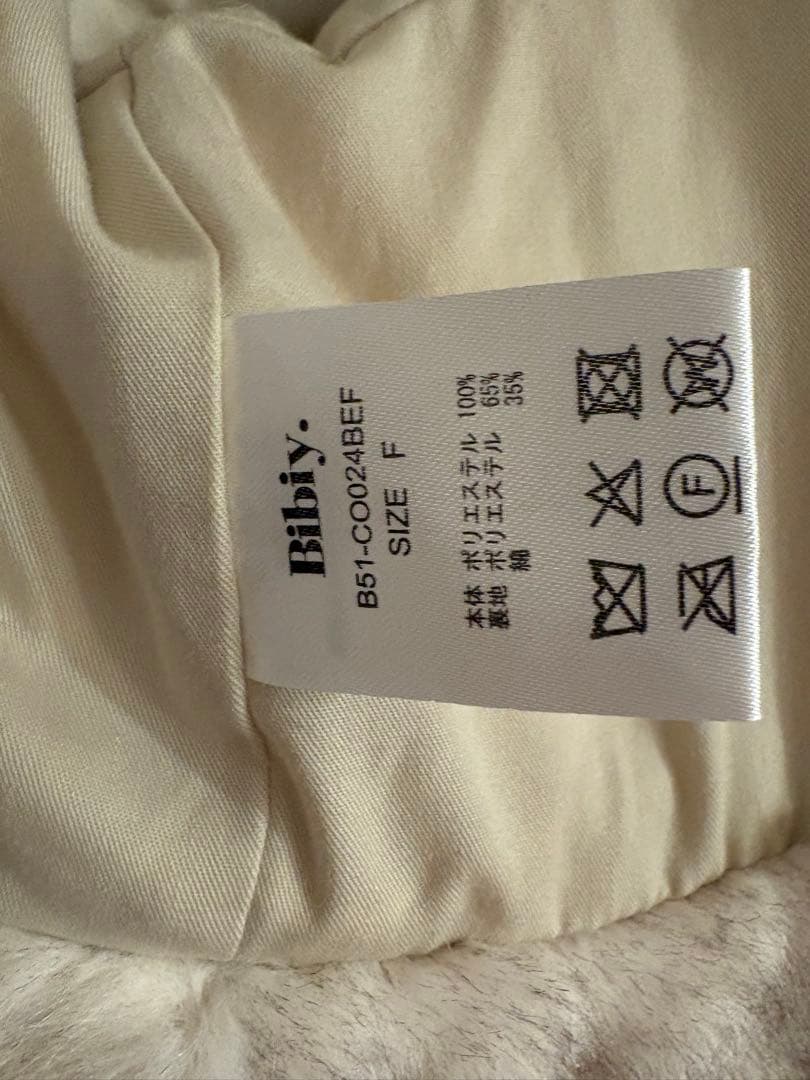 Bibiy.
B51-CO024BEF
SIZE F
本体 ポリエステル 100%
裏地 ポリエステル 65%
綿 35%
F
W